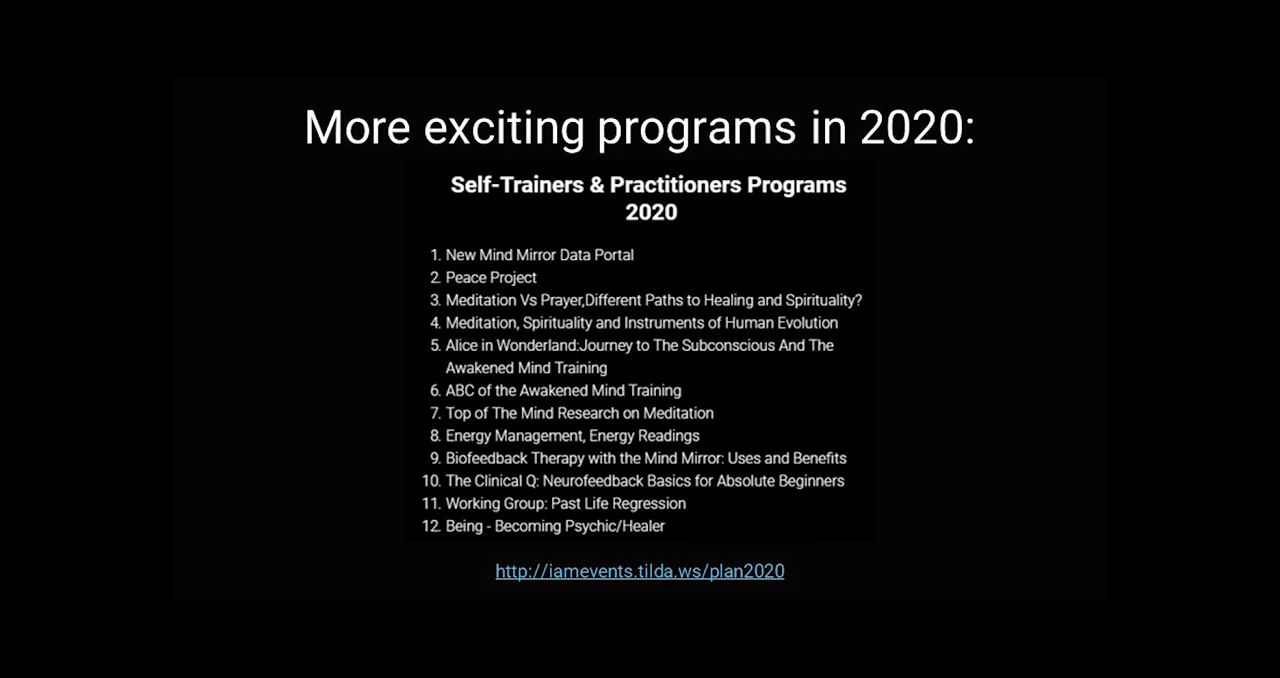 More exciting programs in 2020:
Self-Trainers & Practitioners Programs
2020
1. New Mind Mirror Data Portal
2. Peace Project
3. Meditation Vs Prayer,Different Paths to Healing and Spirituality?
4. Meditation, Spirituality and Instruments of Human Evolution
5. Alice in Wonderland:Journey to The Subconscious And The
Awakened Mind Training
6. ABC of the Awakened Mind Training
7. Top of The Mind Research on Meditation
8. Energy Management, Energy Readings
9. Biofeedback Therapy with the Mind Mirror: Uses and Benefits
10. The Clinical Q: Neurofeedback Basics for Absolute Beginners
11. Working Group: Past Life Regression
12. Being - Becoming Psychic/Healer
http://iamevents.tilda.ws/plan2020